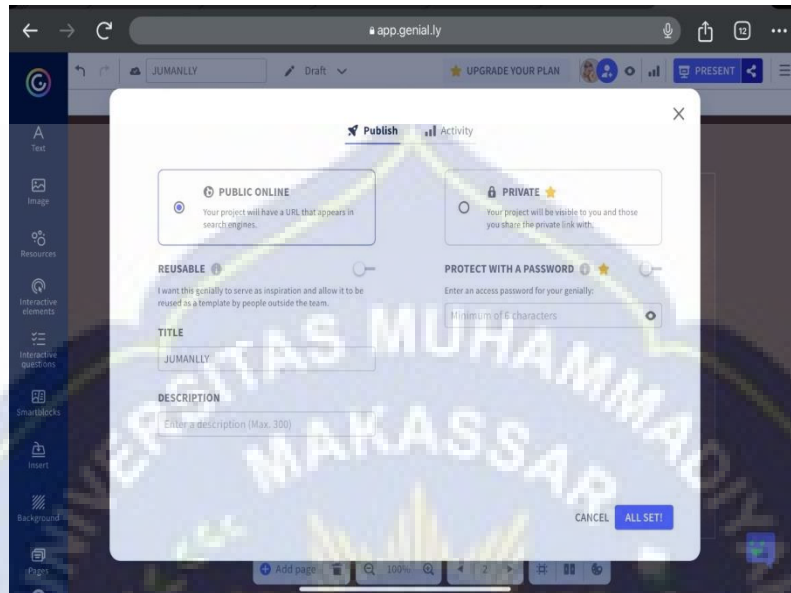 app.genial.ly
12
JUMANLLY
Draft
UPGRADE YOUR PLAN
PRESENT
Publish
Activity
Text
Image
Resources
Interactive
elements
Interactive
questions
Smartblocks
Insert
Background
Pages
PUBLIC ONLINE
Your project will have a URL that appears in
search engines.
PRIVATE
Your project will be visible to you and those
you share the private link with.
REUSABLE
I want this genially to serve as inspiration and allow it to be
reused as a template by people outside the team.
PROTECT WITH A PASSWORD
Enter an access password for your genially:
Minimum of 6 characters
TITLE
JUMANLLY
DESCRIPTION
Enter a description (Max. 300)
CANCEL
ALL SET!
Add page
100%
2
MAKASSAR